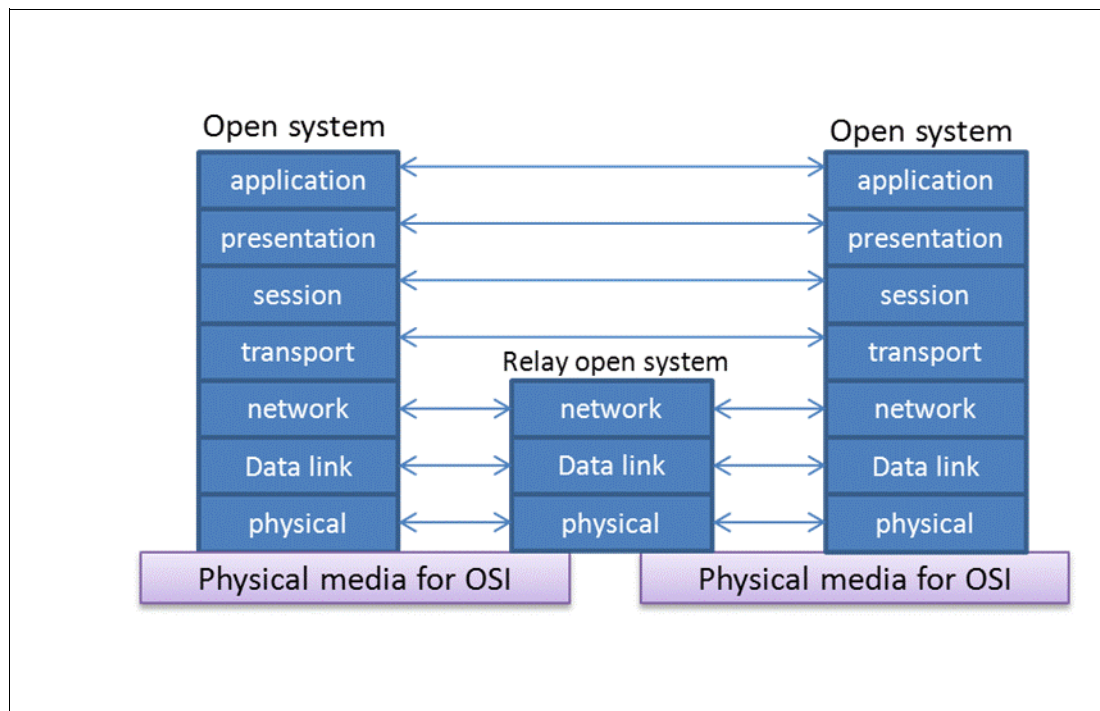 Open system
application
presentation
session
transport
network
Data link
physical
Relay open system
network
Data link
physical
Open system
application
presentation
session
transport
network
Data link
physical
Physical media for OSI
Physical media for OSI